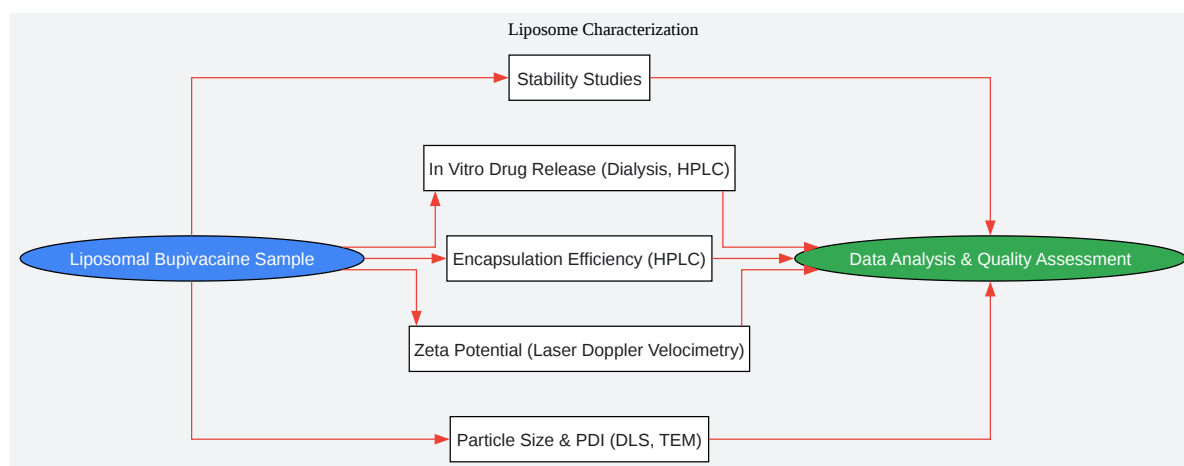 Liposome Characterization
Stability Studies
In Vitro Drug Release (Dialysis, HPLC)
Liposomal Bupivacaine Sample
Encapsulation Efficiency (HPLC)
Data Analysis & Quality Assessment
Zeta Potential (Laser Doppler Velocimetry)
Particle Size & PDI (DLS, TEM)